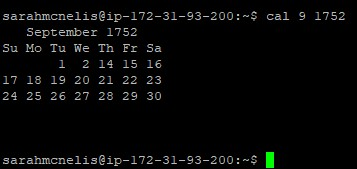 sarahmcnelis@ip-172-31-93-200:~$ cal 9 1752
   September 1752
Su Mo Tu We Th Fr Sa
       1  2 14 15 16
17 18 19 20 21 22 23
24 25 26 27 28 29 30
sarahmcnelis@ip-172-31-93-200:~$